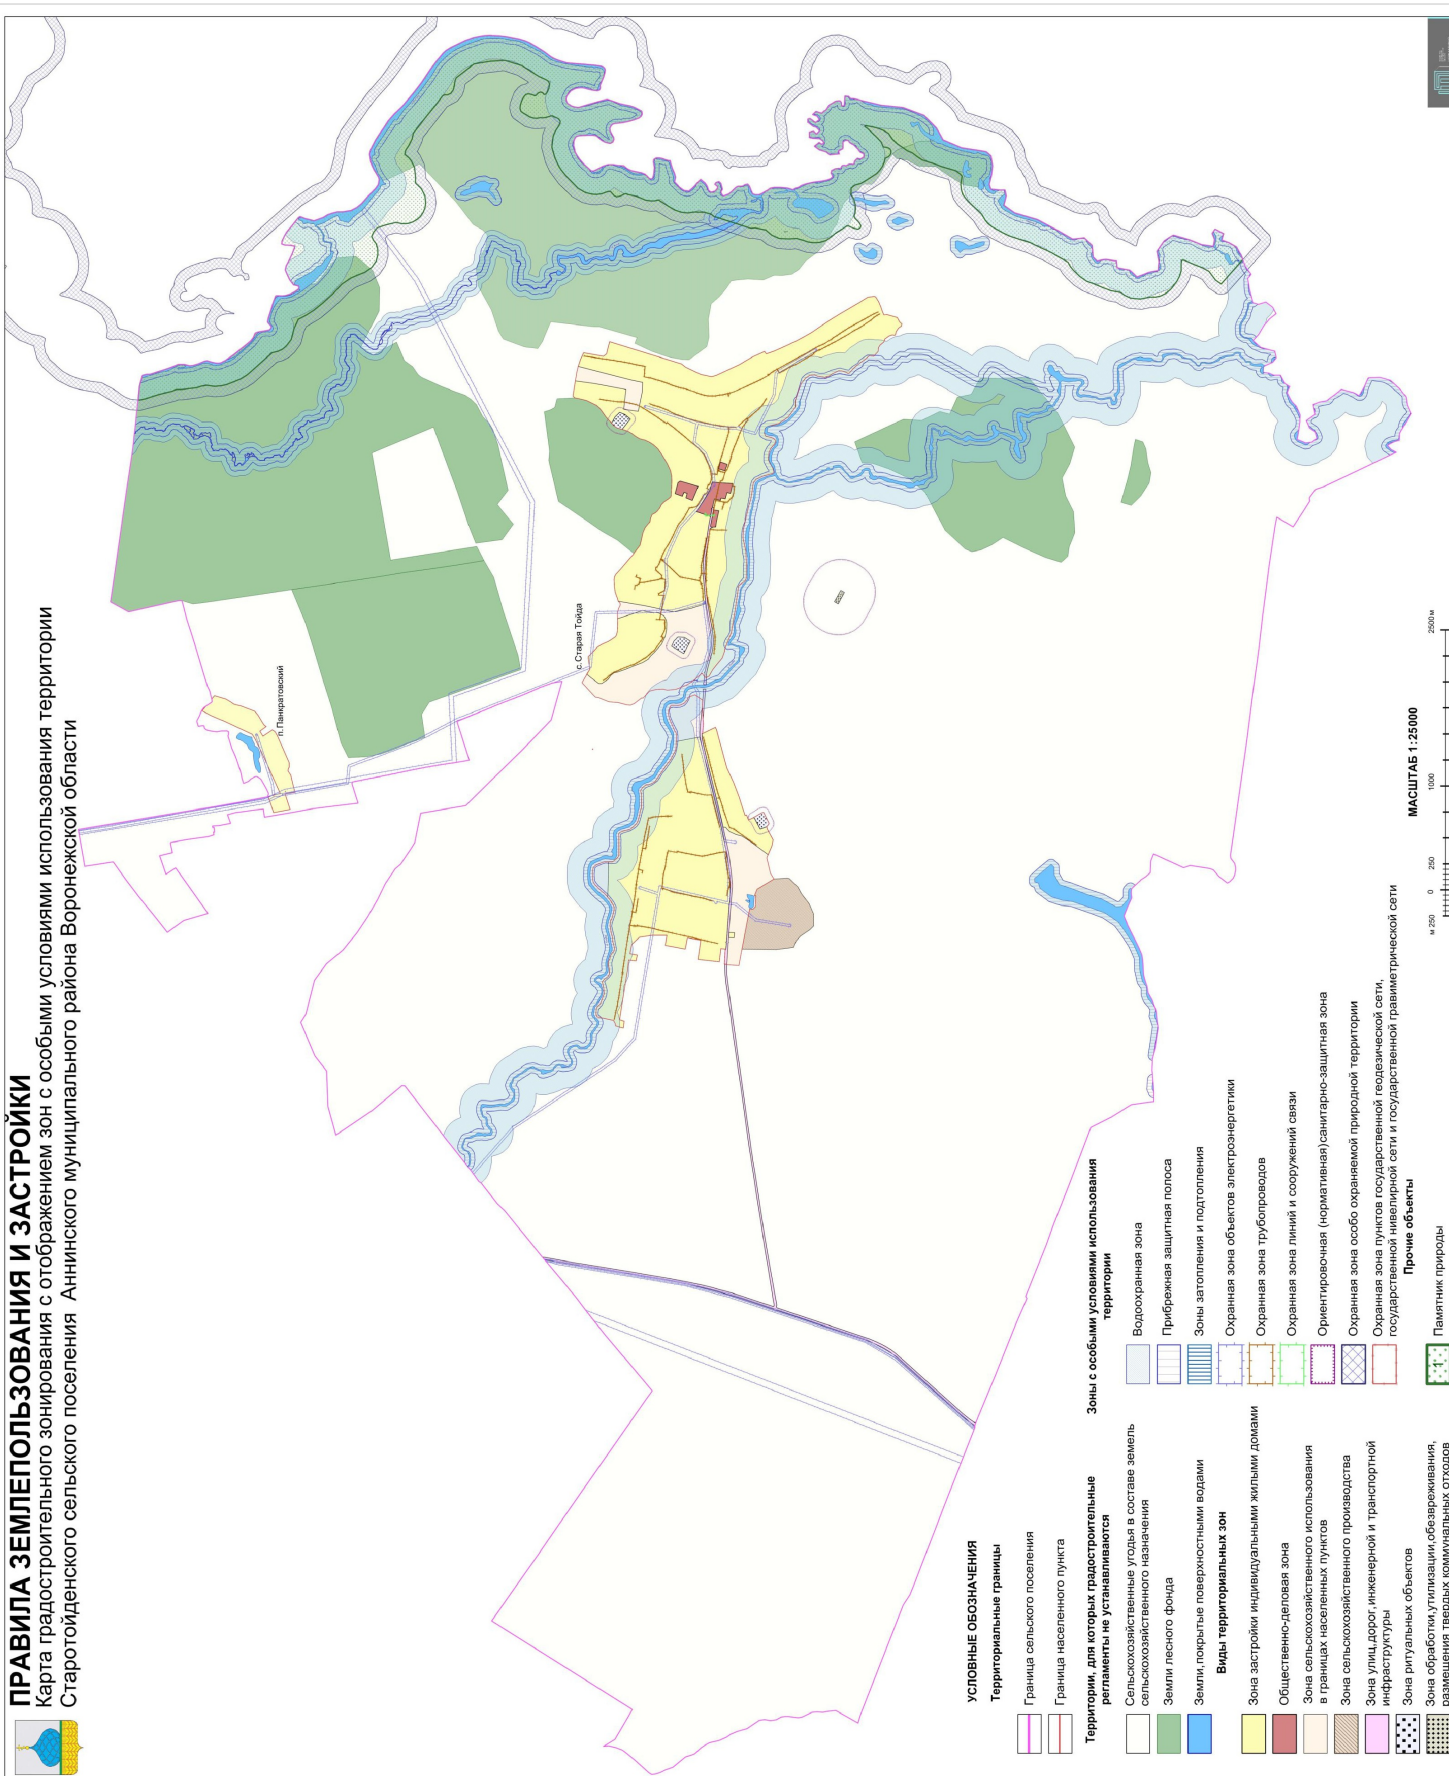 ПРАВИЛА ЗЕМЛЕПОЛЬЗОВАНИЯ И ЗАСТРОЙКИ
Карта градостроительного зонирования с отображением зон с особыми условиями использования территории
Старотойденского сельского поселения Аннинского муниципального района Воронежской области
п.Панкратовский
с.Старая Тойда
УСЛОВНЫЕ ОБОЗНАЧЕНИЯ
Территориальные границы
Граница сельского поселения
Граница населенного пункта
Территории, для которых градостроительные
регламенты не устанавливаются
Сельскохозяйственные угодья в составе земель
сельскохозяйственного назначения
Земли лесного фонда
Земли,покрытые поверхностными водами
Виды территориальных зон
Зона застройки индивидуальными жилыми домами
Общественно-деловая зона
Зона сельскохозяйственного использования
в границах населенных пунктов
Зона сельскохозяйственного производства
Зона улиц,дорог,инженерной и транспортной
инфраструктуры
Зона ритуальных объектов
Зона обработки,утилизации,обезвреживания,
размещения твердых коммунальных отходов
Зоны с особыми условиями использования
территории
Водоохранная зона
Прибрежная защитная полоса
Зоны затопления и подтопления
Охранная зона объектов электроэнергетики
Охранная зона трубопроводов
Охранная зона линий и сооружений связи
Ориентировочная (нормативная)санитарно-защитная зона
Охранная зона особо охраняемой природной территории
Охранная зона пунктов государственной геодезической сети,
государственной нивелирной сети и государственной гравиметрической сети
Прочие объекты
1
Памятник природы
МАСШТАБ 1:25000
м 250 0 250 1000 2500 м